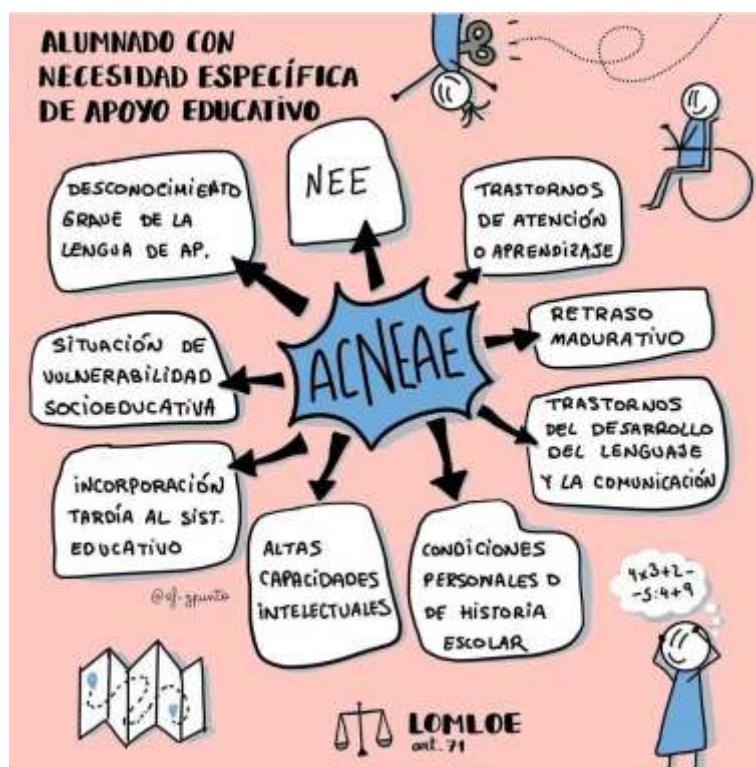 ALUMNADO CON
NECESIDAD ESPECÍFICA
DE APOYO EDUCATIVO
NEE
DESCONOCIMIENTO
GRAVE DE LA
LENGUA DE AP.
TRASTORNOS
DE ATENCIÓN
O APRENDIZAJE
ACNEAE
RETRASO
MADURATIVO
SITUACIÓN DE
VULNERABILIDAD
SOCIOEDUCATIVA
TRASTORNOS
DEL DESARROLLO
DEL LENGUAJE
Y LA COMUNICACIÓN
INCORPORACIÓN
TARDÍA AL SIST.
EDUCATIVO
ALTAS
CAPACIDADES
INTELECTUALES
CONDICIONES
PERSONALES O
DE HISTORIA
ESCOLAR
4x3+2-
-5:4+9
LOMLOE
art. 71